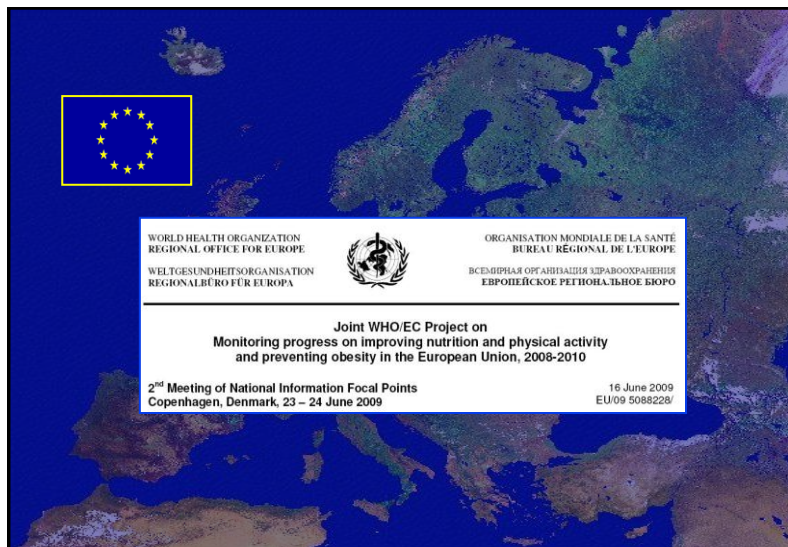 WORLD HEALTH ORGANIZATION
REGIONAL OFFICE FOR EUROPE
WELTGESUNDHEITSORGANISATION
REGIONALBÜRO FÜR EUROPA
ORGANISATION MONDIALE DE LA SANTÉ
BUREAU RÉGIONAL DE L'EUROPE
ВСЕМИРНАЯ ОРГАНИЗАЦИЯ ЗДРАВООХРАНЕНИЯ
ЕВРОПЕЙСКОЕ РЕГИОНАЛЬНОЕ БЮРО
Joint WHO/EC Project on
Monitoring progress on improving nutrition and physical activity
and preventing obesity in the European Union, 2008-2010
2nd Meeting of National Information Focal Points
Copenhagen, Denmark, 23 – 24 June 2009
16 June 2009
EU/09 5088228/